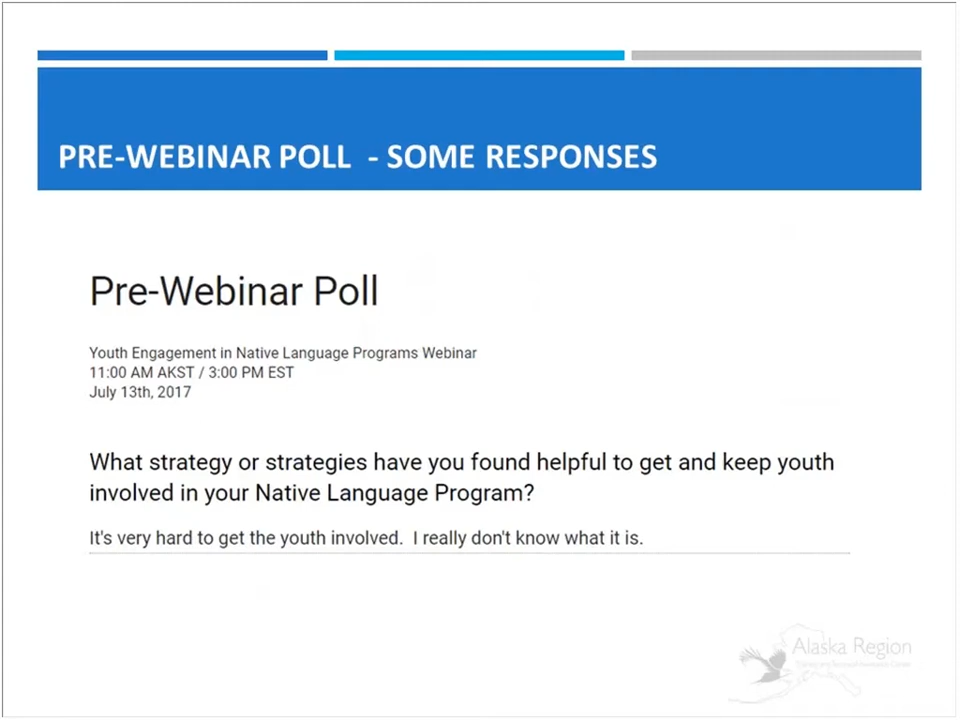 PRE-WEBINAR POLL - SOME RESPONSES
Pre-Webinar Poll
Youth Engagement in Native Language Programs Webinar
11:00 AM AKST / 3:00 PM EST
July 13th, 2017
What strategy or strategies have you found helpful to get and keep youth
involved in your Native Language Program?
It's very hard to get the youth involved. I really don't know what it is.
Alaska Region